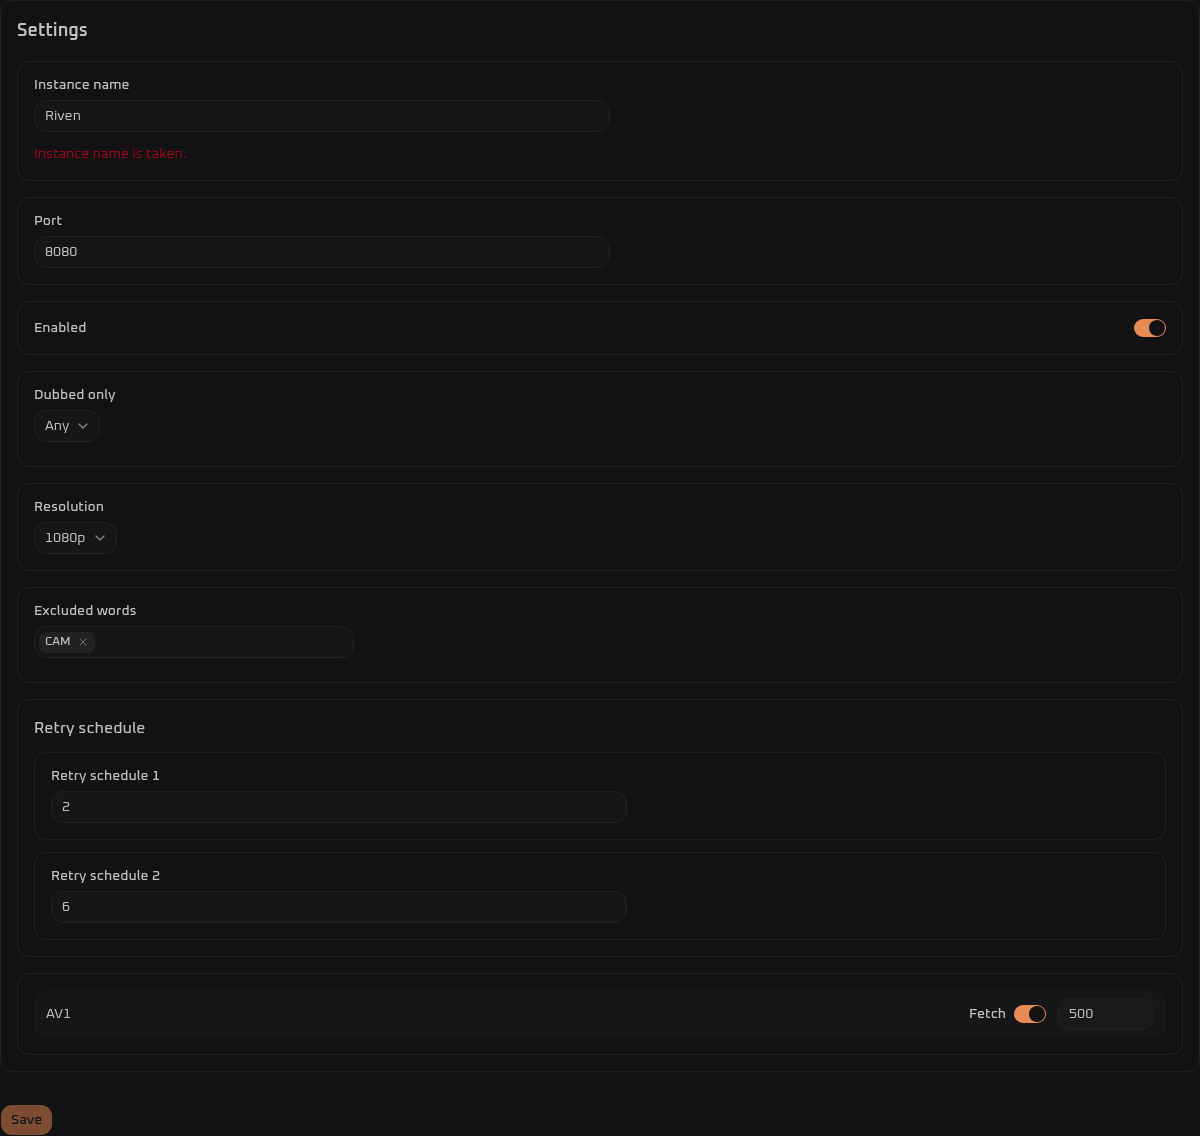 Settings
Instance name
Riven
Instance name is taken.
Port
8080
Enabled
Dubbed only
Any
Resolution
1080p
Excluded words
CAM
Retry schedule
Retry schedule 1
2
Retry schedule 2
6
AV1 Fetch 500
Save